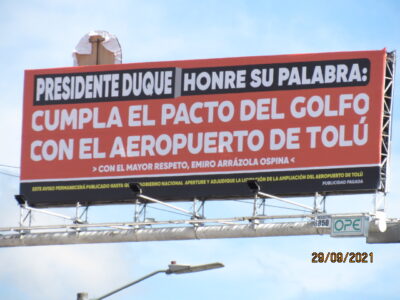 PRESIDENTE DUQUE HONRE SU PALABRA:
CUMPLA EL PACTO DEL GOLFO
CON EL AEROPUERTO DE TOLÚ
> CON EL MAYOR RESPETO, EMIRO ARRÁZOLA OSPINA <
PUBLICIDAD PAGADA
ESTE AVISO PERMANECERÁ PUBLICADO HASTA QUE GOBIERNO NACIONAL APERTURE Y ADJUDIQUE LA LICITACIÓN DE LA AMPLIACIÓN DEL AEROPUERTO DE TOLÚ
OPE
29/09/2021